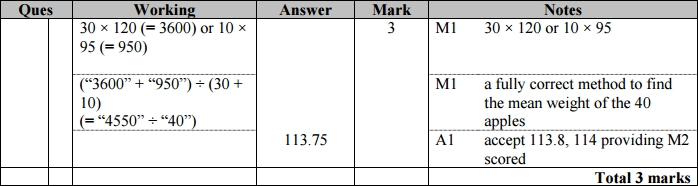 Ques Working Answer Mark Notes
30 × 120 (= 3600) or 10 × 3 M1 30 × 120 or 10 × 95
95 (= 950)
(“3600” + “950”) ÷ (30 + M1 a fully correct method to find
10) the mean weight of the 40
(= “4550” ÷ “40”) apples
113.75 A1 accept 113.8, 114 providing M2
scored
Total 3 marks